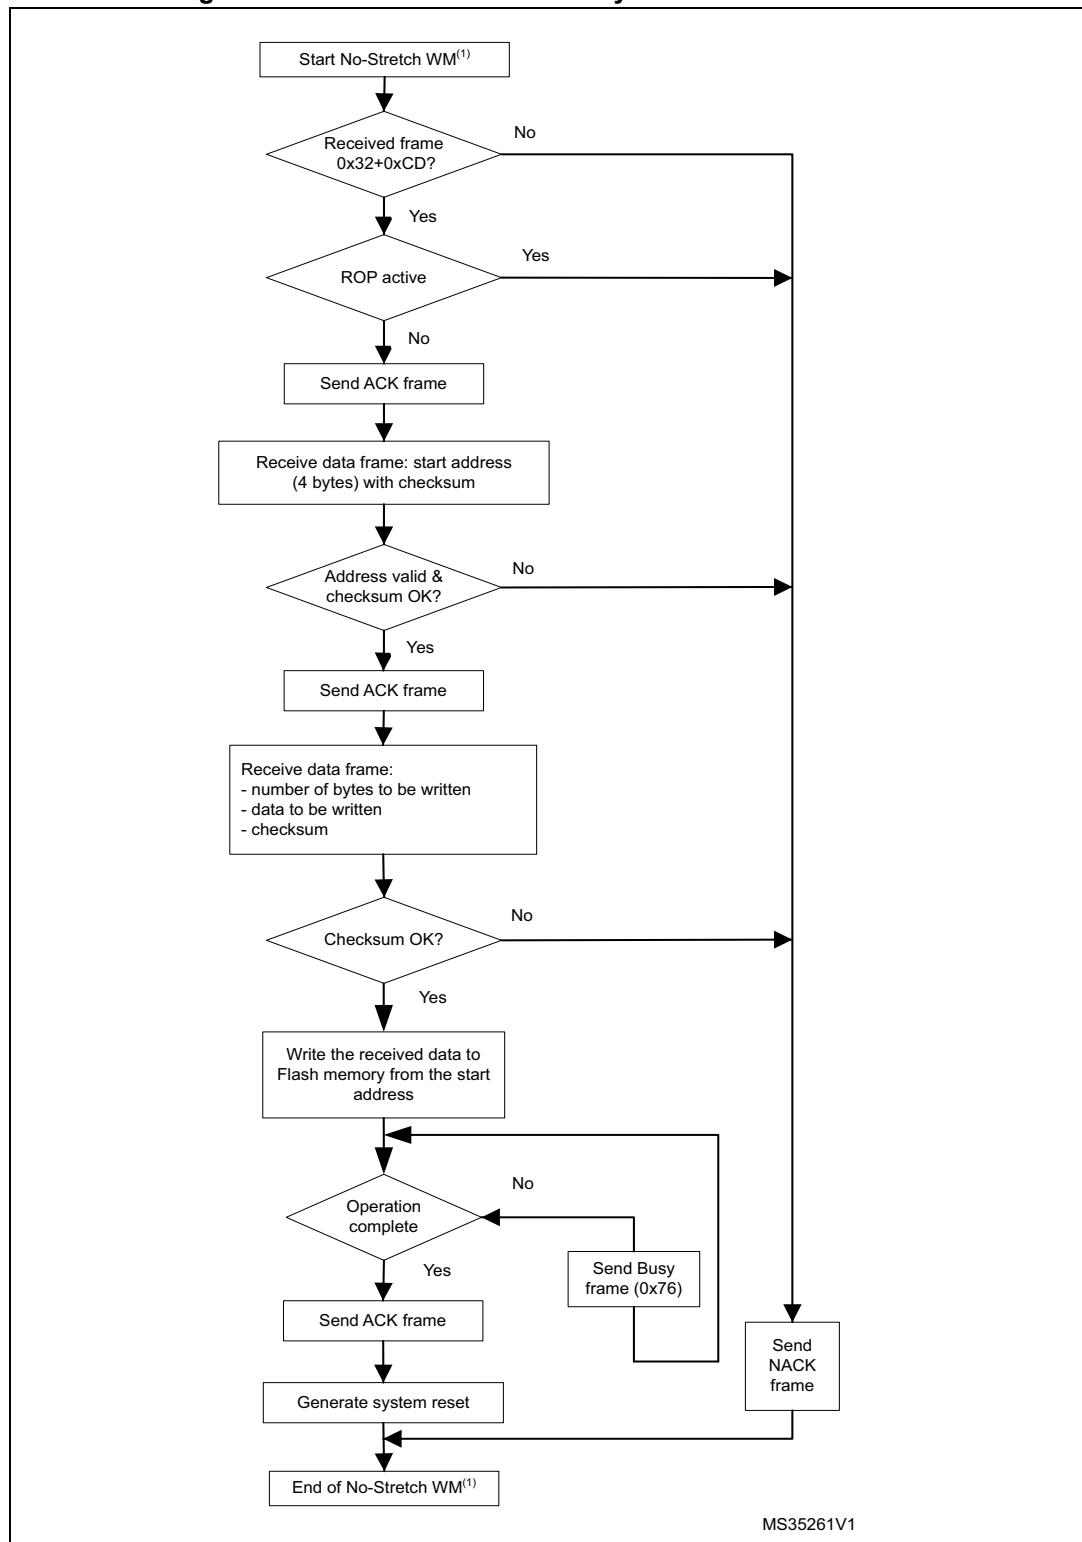 Start No-Stretch WM(1)
No
Received frame
0x32+0xCD?
Yes
Yes
ROP active
No
Send ACK frame
Receive data frame: start address
(4 bytes) with checksum
No
Address valid &
checksum OK?
Yes
Send ACK frame
Receive data frame:
- number of bytes to be written
- data to be written
- checksum
No
Checksum OK?
Yes
Write the received data to
Flash memory from the start
address
No
Operation
complete
Send Busy
frame (0x76)
Yes
Send ACK frame
Send
NACK
frame
Generate system reset
End of No-Stretch WM(1)
MS35261V1